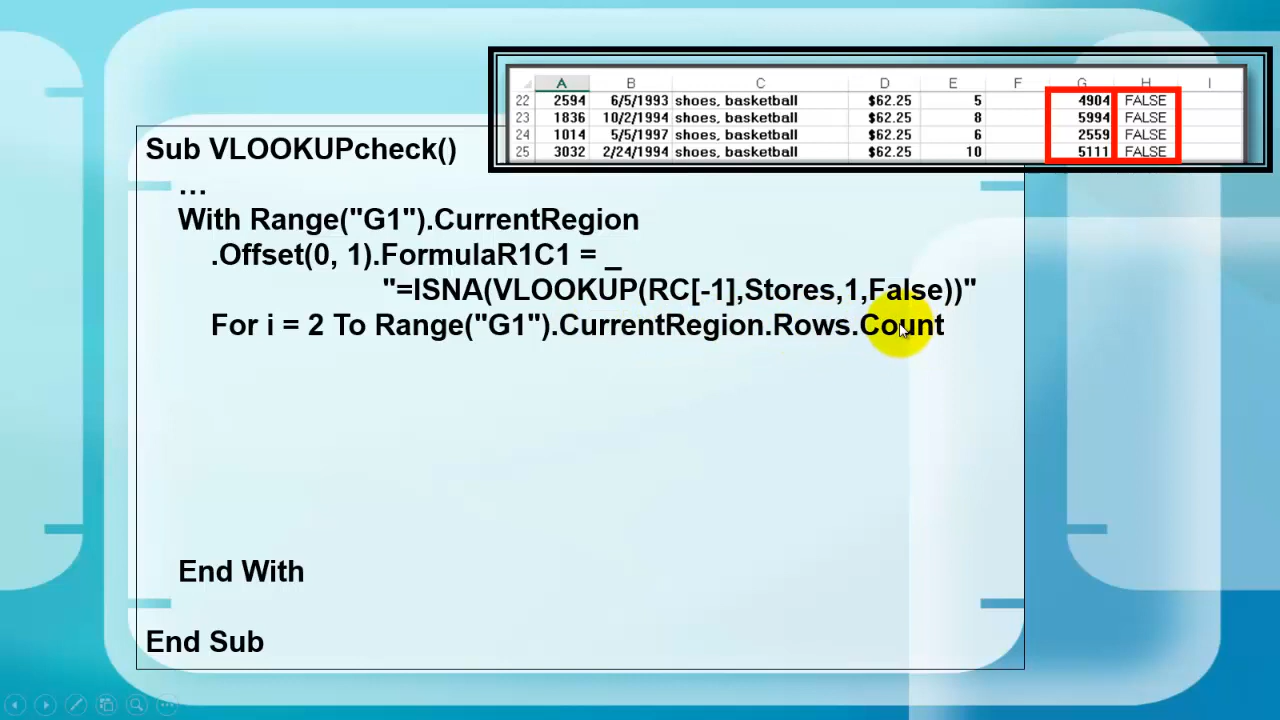 A B C D E F G H I
22 2594 6/5/1993 shoes, basketball $62.25 5 4904 FALSE
23 1836 10/2/1994 shoes, basketball $62.25 8 5994 FALSE
24 1014 5/5/1997 shoes, basketball $62.25 6 2559 FALSE
25 3032 2/24/1994 shoes, basketball $62.25 10 5111 FALSE
Sub VLOOKUPcheck()
…
With Range("G1").CurrentRegion
.Offset(0, 1).FormulaR1C1 = _
"=ISNA(VLOOKUP(RC[-1],Stores,1,False))"
For i = 2 To Range("G1").CurrentRegion.Rows.Count
End With
End Sub